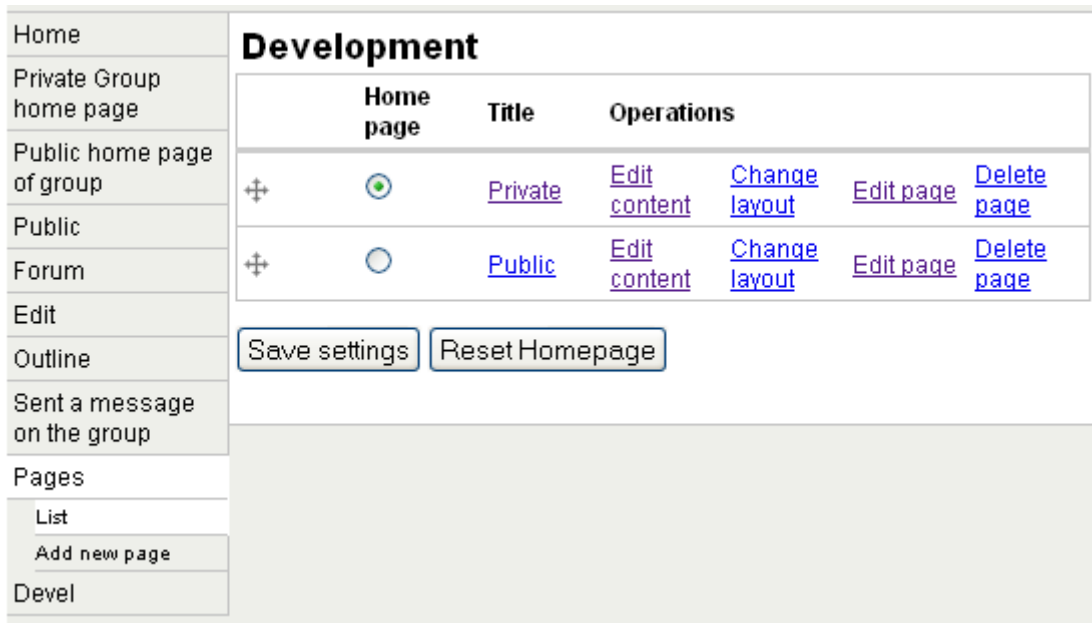 Home
Private Group
home page
Public home page
of group
Public
Forum
Edit
Outline
Sent a message
on the group
Pages
List
Add new page
Devel
Development
Home
page
Title
Operations
Private
Edit
content
Change
layout
Edit page
Delete
page
Public
Edit
content
Change
layout
Edit page
Delete
page
Save settings
Reset Homepage